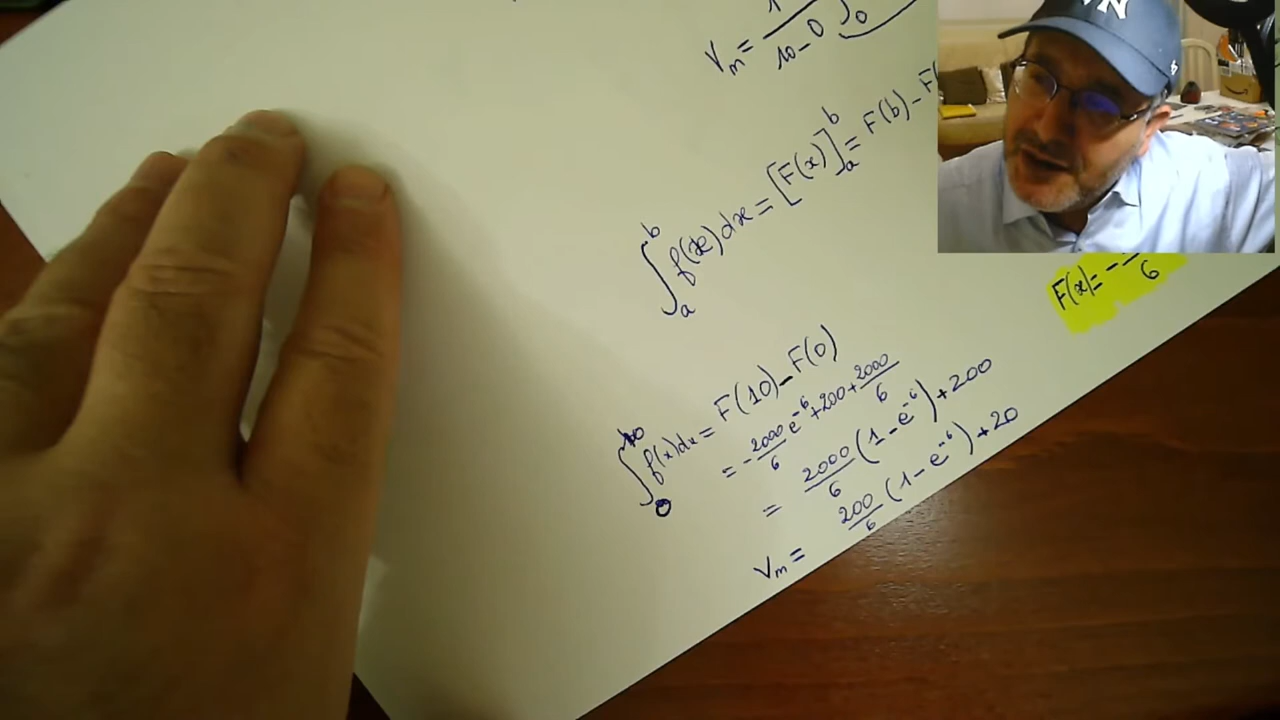 V_m = 1/(10-0) ∫_0
∫_a^b f(x)dx = [F(x)]_a^b = F(b) - F(
F(x) = - /6
∫_0^10 f(x)dx = F(10) - F(0)
= - 2000/6 e^-6 + 200 + 2000/6
= 2000/6 (1 - e^-6) + 200
V_m = 200/6 (1 - e^-6) + 20